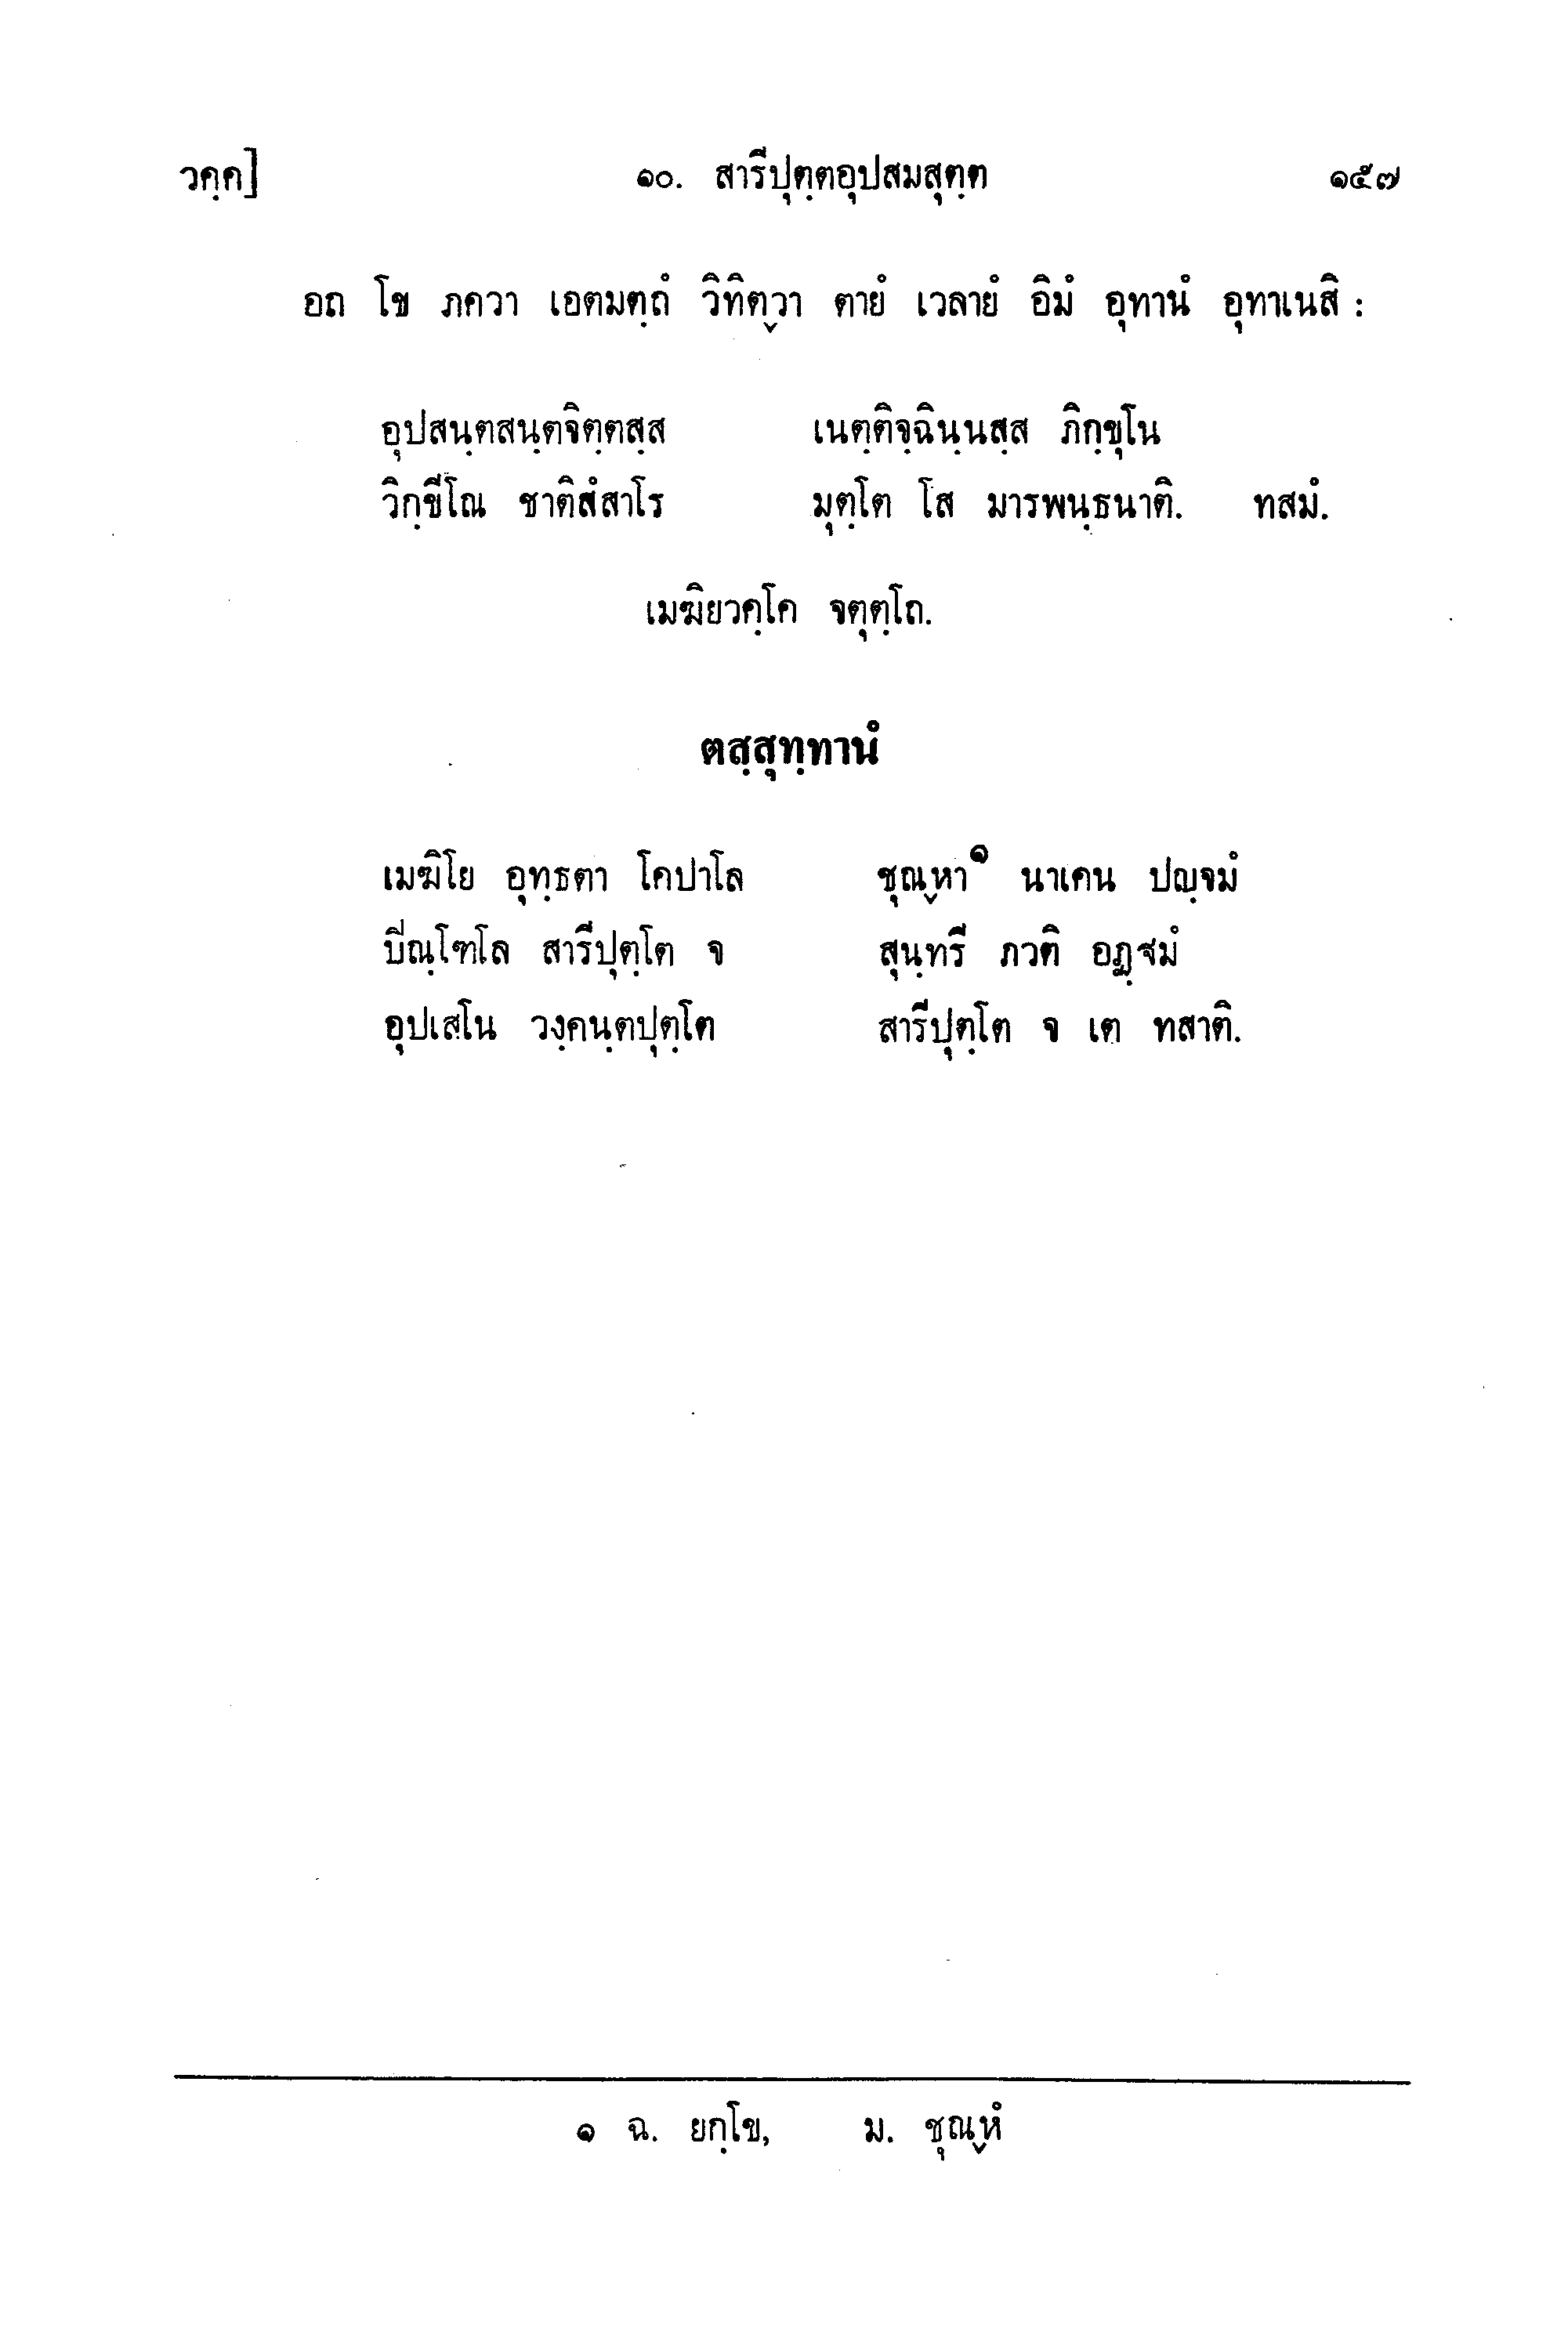 วคฺค] ๑๐. สารีปุตฺตอุปสมสุตฺต ๑๕๗
อถ โข ภควา เอตมตฺถํ วิทิตฺวา ตายํ เวลายํ อิมํ อุทานํ อุทาเนสิ :
อุปสนฺตสนฺตจิตฺตสฺส เนตฺติจฺฉินฺนสฺส ภิกฺขุโน
วิกฺขีโณ ชาติสํสาโร มุตฺโต โส มารพนฺธนาติ. ทสมํ.
เมฆิยวคฺโค จตุตฺโถ.
ตสฺสุทฺทานํ
เมฆิโย อุทฺธตา โคปาโล ชุณฺหา๑ นาเคน ปญฺจมํ
ปิณฺโฑโล สารีปุตฺโต จ สุนฺทรี ภวติ อฏฺฐมํ
อุปเสโน วงฺคนฺตปุตฺโต สารีปุตฺโต จ เต ทสาติ.
๑ ฉ. ยกฺโข, ม. ชุณฺหํ